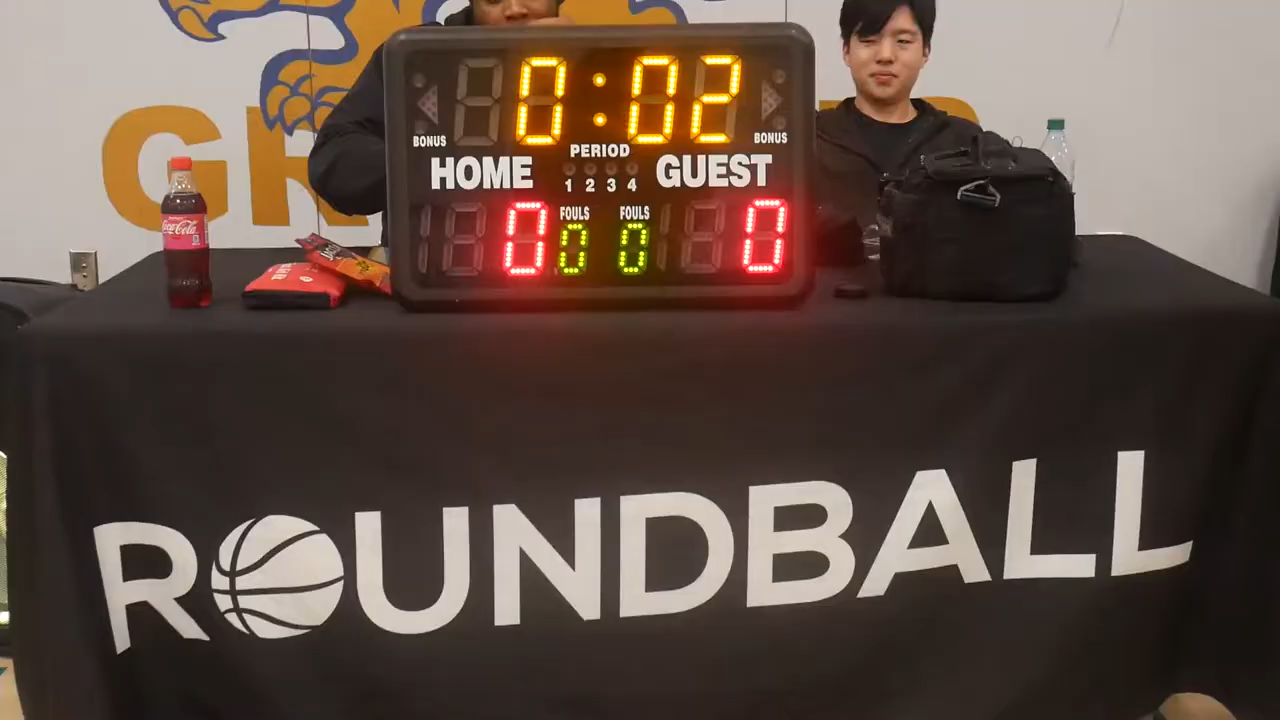 GR
0:02
BONUS
BONUS
PERIOD
HOME
GUEST
1 2 3 4
FOULS
FOULS
0
0
0
0
Coca-Cola
ROUNDBALL